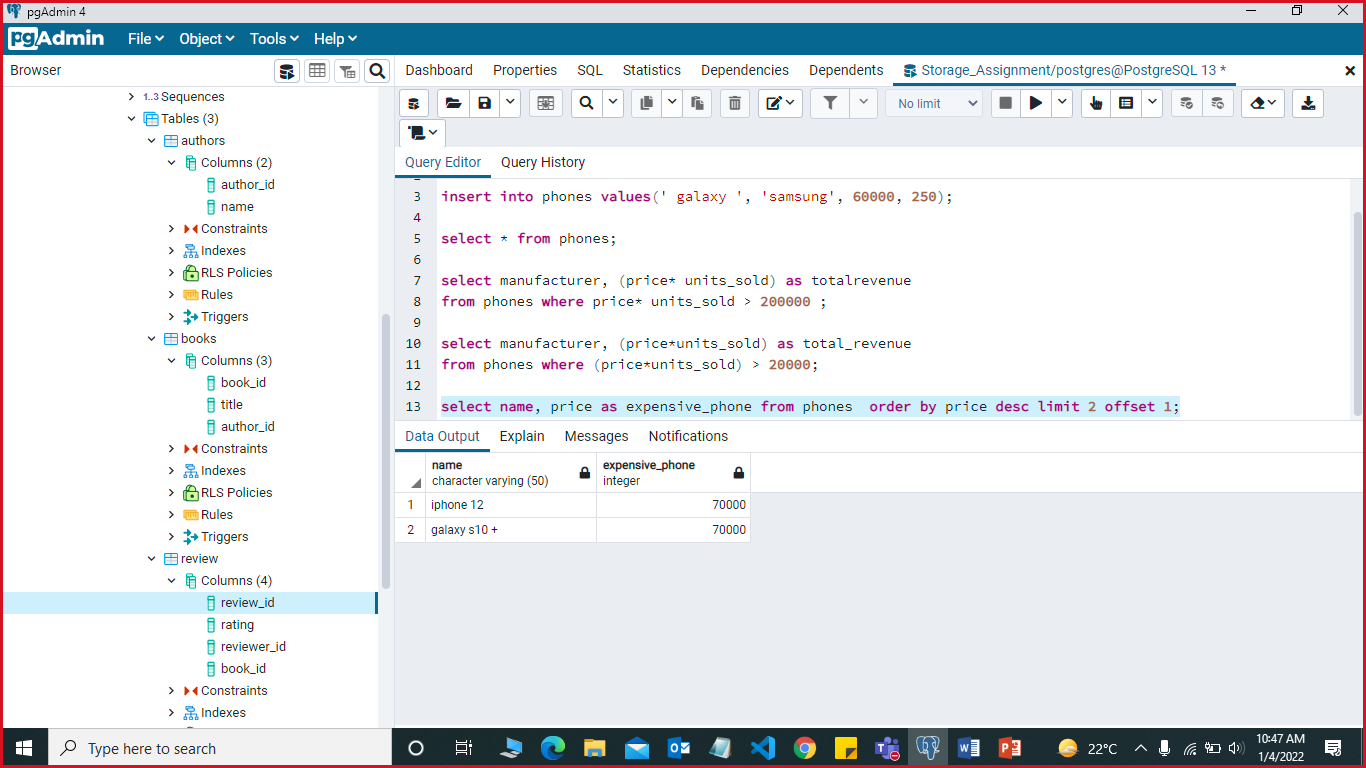 pgAdmin 4
pgAdmin File Object Tools Help
Browser
Dashboard Properties SQL Statistics Dependencies Dependents Storage_Assignment/postgres@PostgreSQL 13 *
No limit
Query Editor Query History
1..3 Sequences
Tables (3)
authors
Columns (2)
author_id
name
Constraints
Indexes
RLS Policies
Rules
Triggers
books
Columns (3)
book_id
title
author_id
Constraints
Indexes
RLS Policies
Rules
Triggers
review
Columns (4)
review_id
rating
reviewer_id
book_id
Constraints
Indexes
3 insert into phones values(' galaxy ', 'samsung', 60000, 250);
4
5 select * from phones;
6
7 select manufacturer, (price* units_sold) as totalrevenue
8 from phones where price* units_sold > 200000 ;
9
10 select manufacturer, (price*units_sold) as total_revenue
11 from phones where (price*units_sold) > 20000;
12
13 select name, price as expensive_phone from phones  order by price desc limit 2 offset 1;
Data Output Explain Messages Notifications
name expensive_phone
character varying (50) integer
1 iphone 12 70000
2 galaxy s10 + 70000
Type here to search
22°C
10:47 AM
1/4/2022